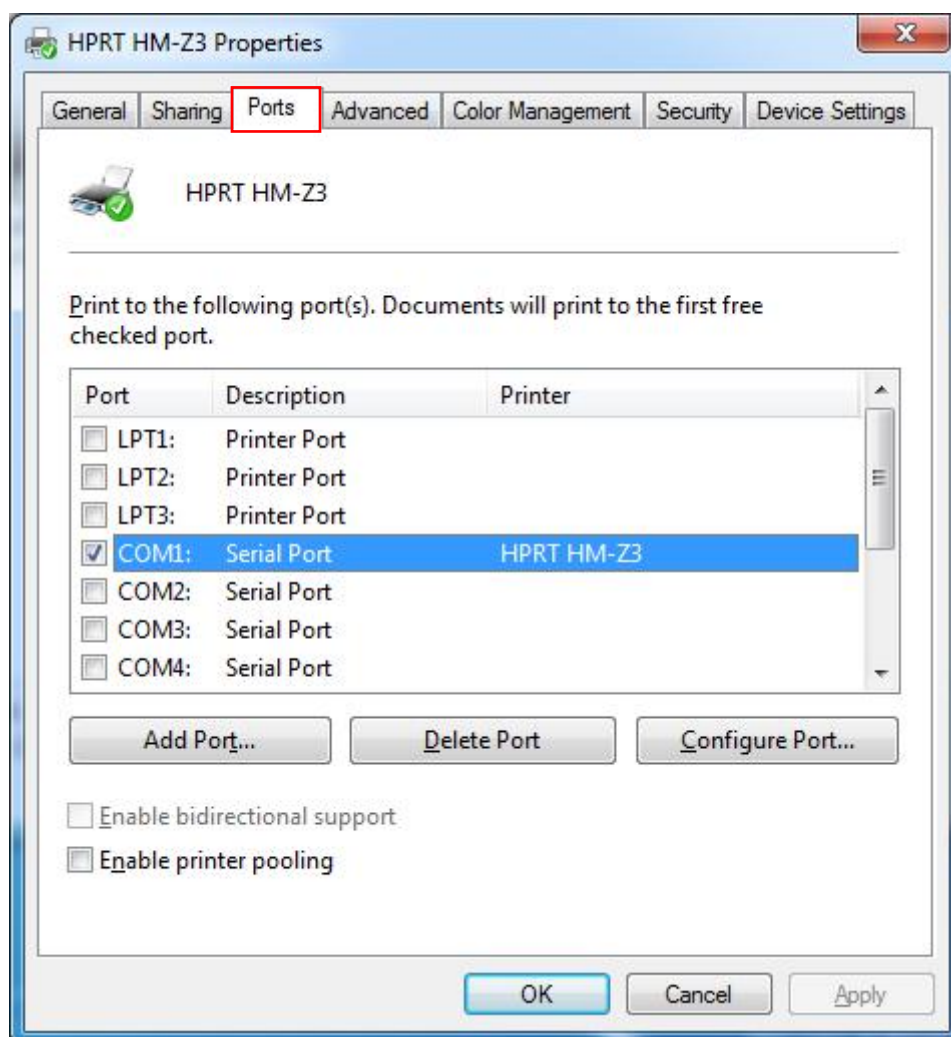 HPRT HM-Z3 Properties
General Sharing Ports Advanced Color Management Security Device Settings
HPRT HM-Z3
Print to the following port(s). Documents will print to the first free
checked port.
Port Description Printer
LPT1: Printer Port
LPT2: Printer Port
LPT3: Printer Port
COM1: Serial Port HPRT HM-Z3
COM2: Serial Port
COM3: Serial Port
COM4: Serial Port
Add Port... Delete Port Configure Port...
Enable bidirectional support
Enable printer pooling
OK Cancel Apply